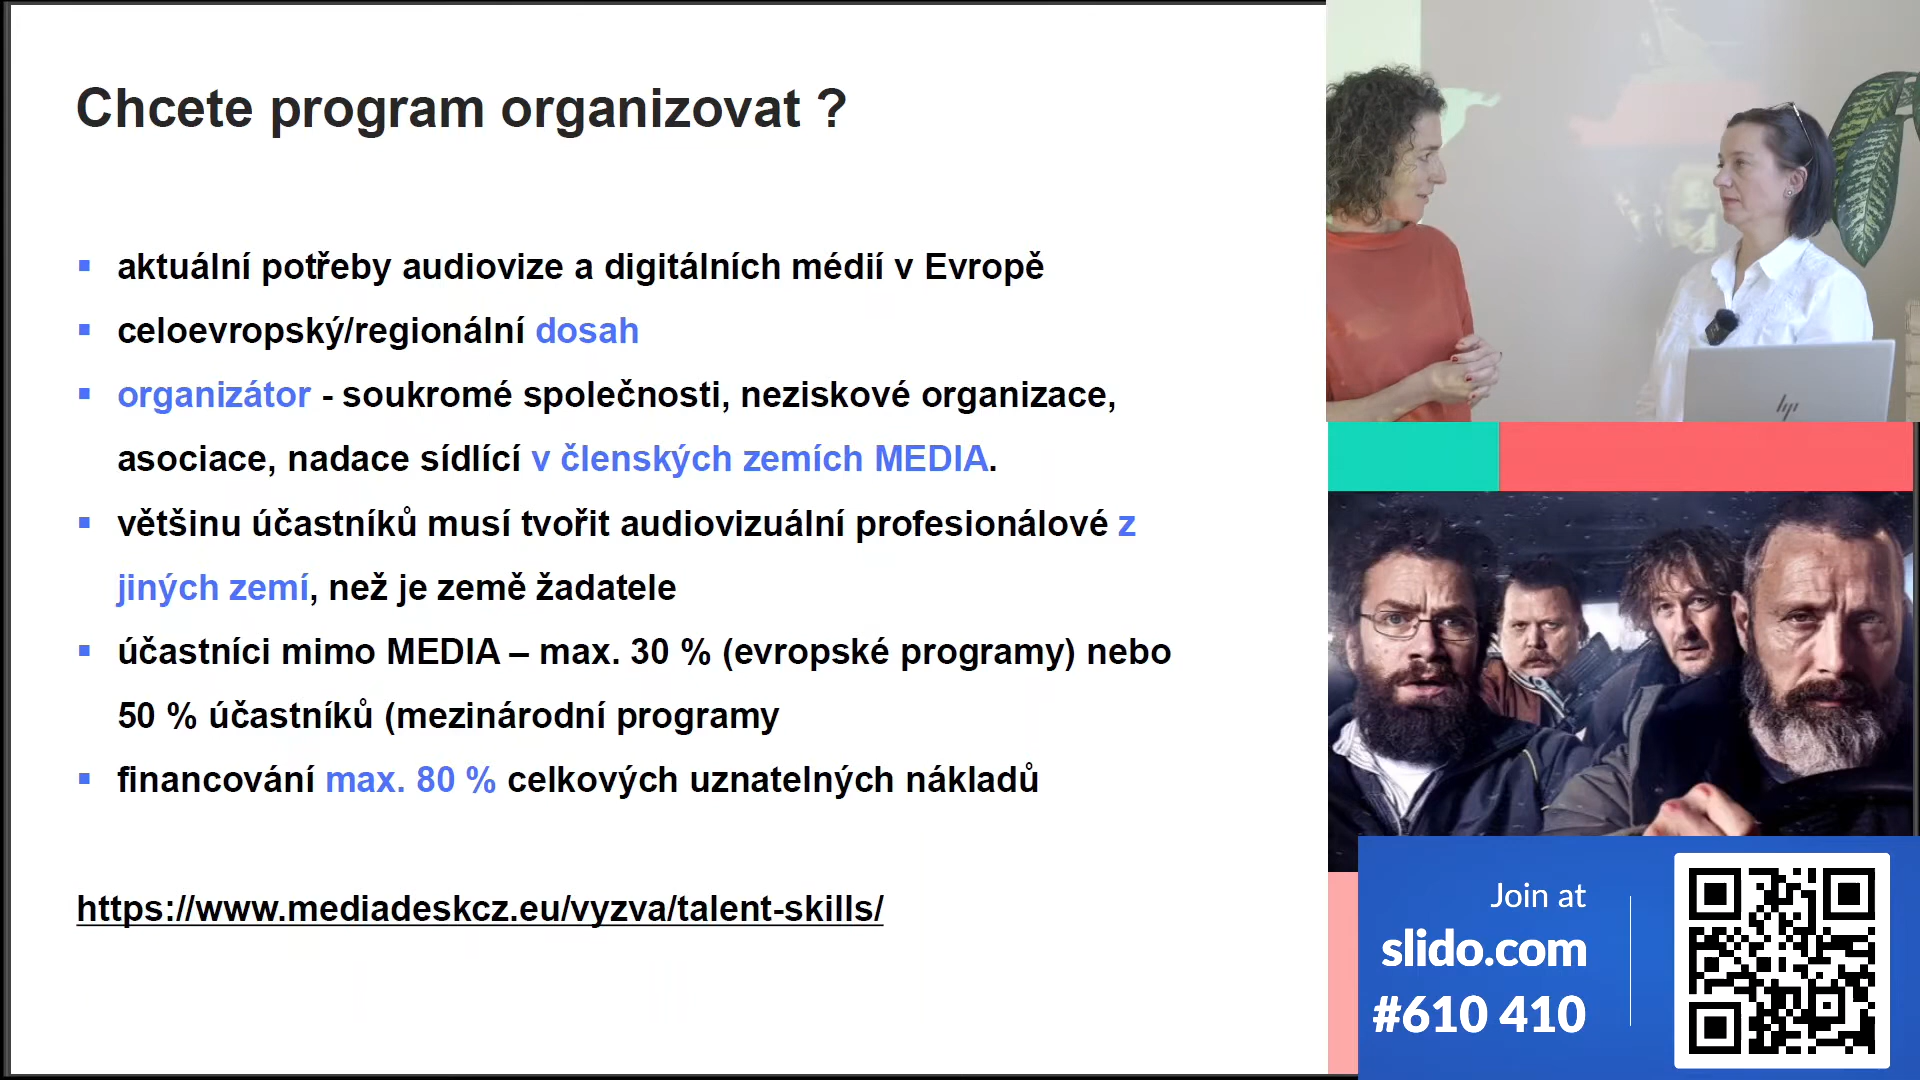 Chcete program organizovat ?
aktuální potřeby audiovize a digitálních médií v Evropě
celoevropský/regionální dosah
organizátor - soukromé společnosti, neziskové organizace,
asociace, nadace sídlící v členských zemích MEDIA.
většinu účastníků musí tvořit audiovizuální profesionálové z
jiných zemí, než je země žadatele
účastníci mimo MEDIA – max. 30 % (evropské programy) nebo
50 % účastníků (mezinárodní programy
financování max. 80 % celkových uznatelných nákladů
https://www.mediadeskcz.eu/vyzva/talent-skills/
hp
Join at
slido.com
#610 410